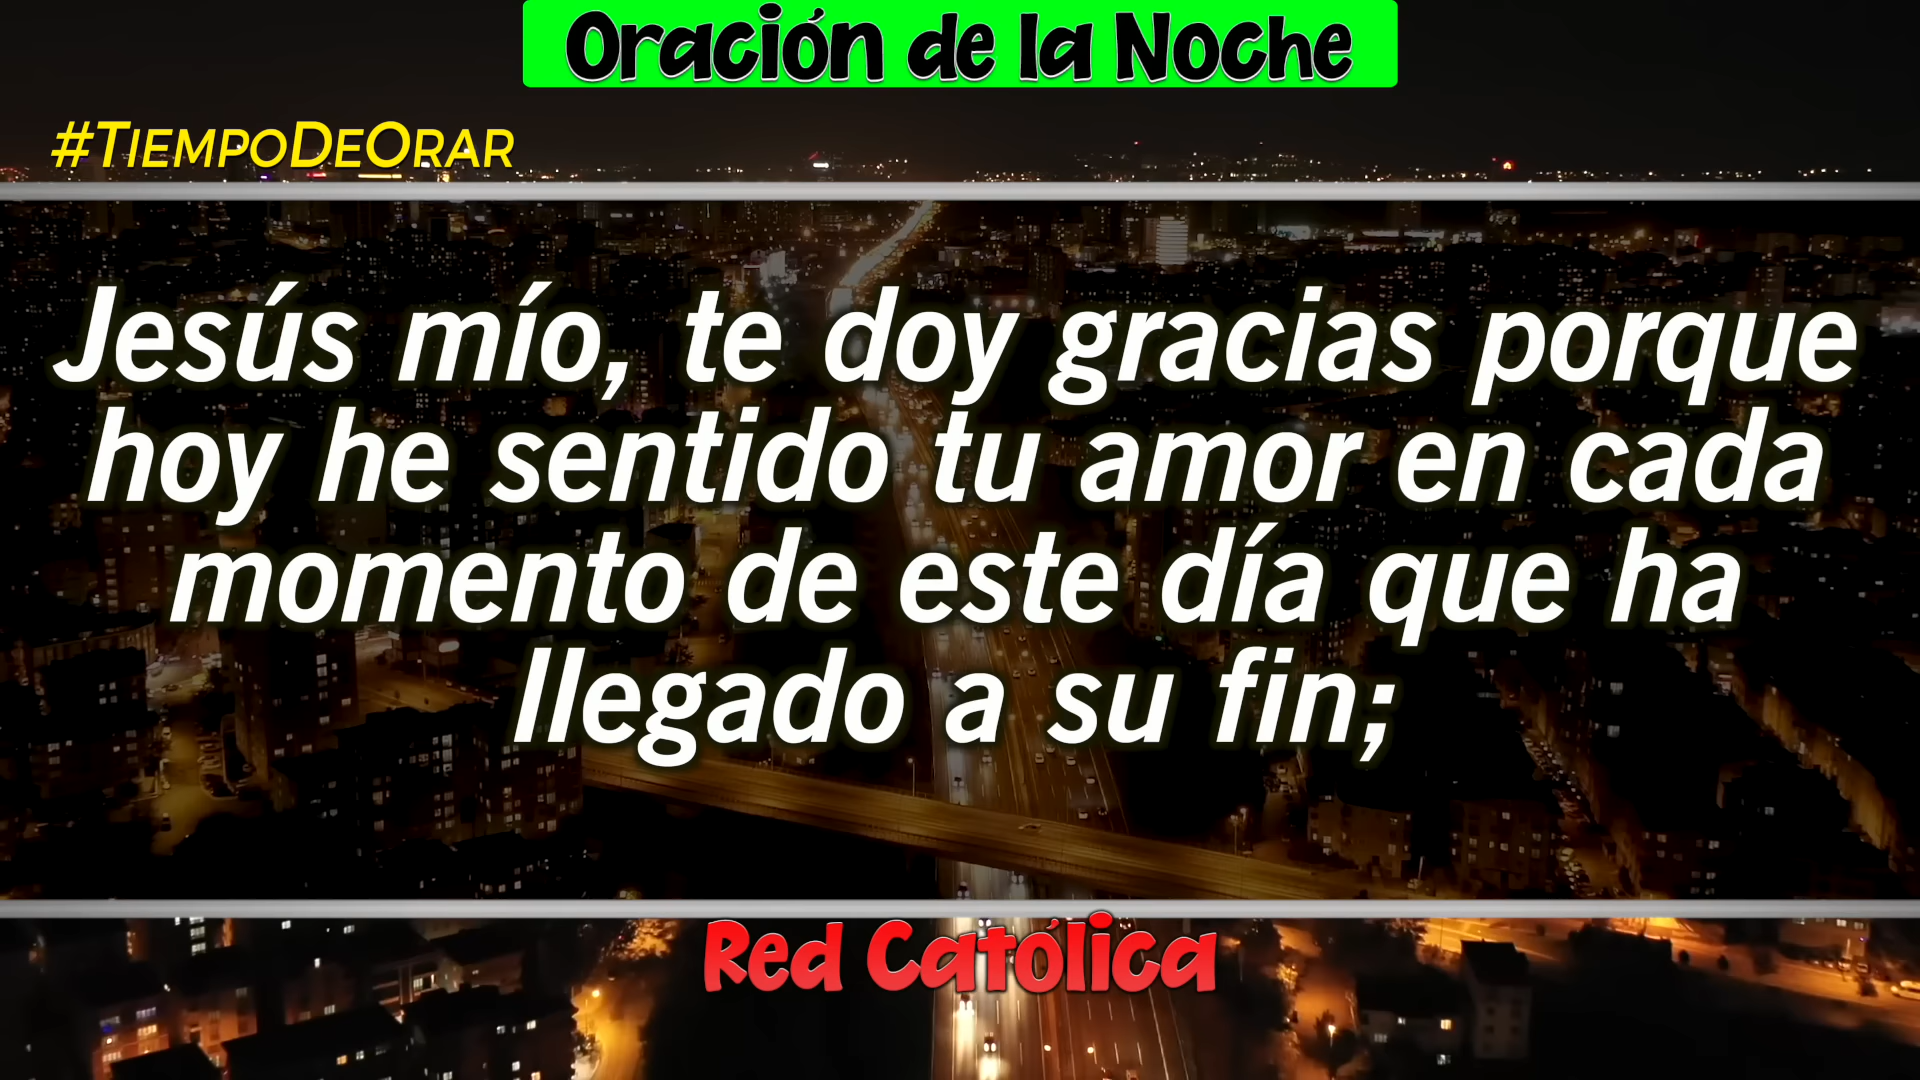 Oración de la Noche
#TiempoDeOrar
Jesús mío, te doy gracias porque
hoy he sentido tu amor en cada
momento de este día que ha
llegado a su fin;
Red Católica